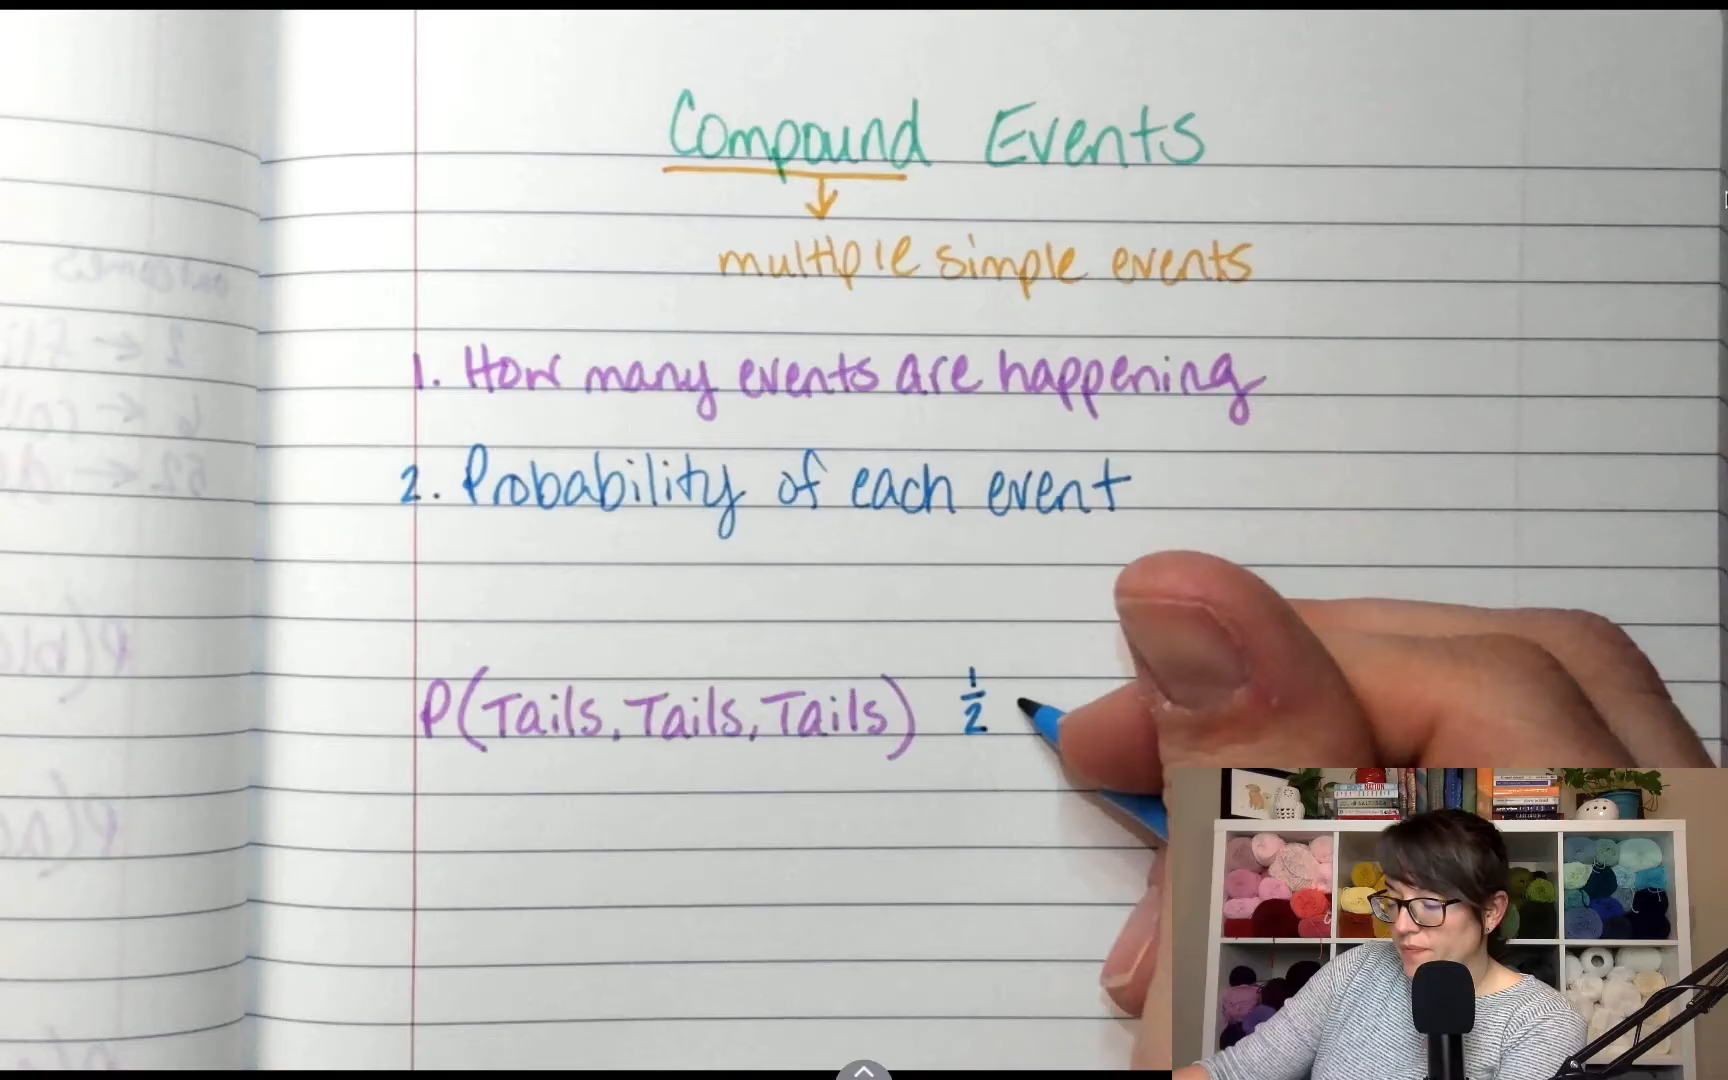 Compound Events
multiple simple events
1. How many events are happening
2. Probability of each event
P(Tails, Tails, Tails) 1/2